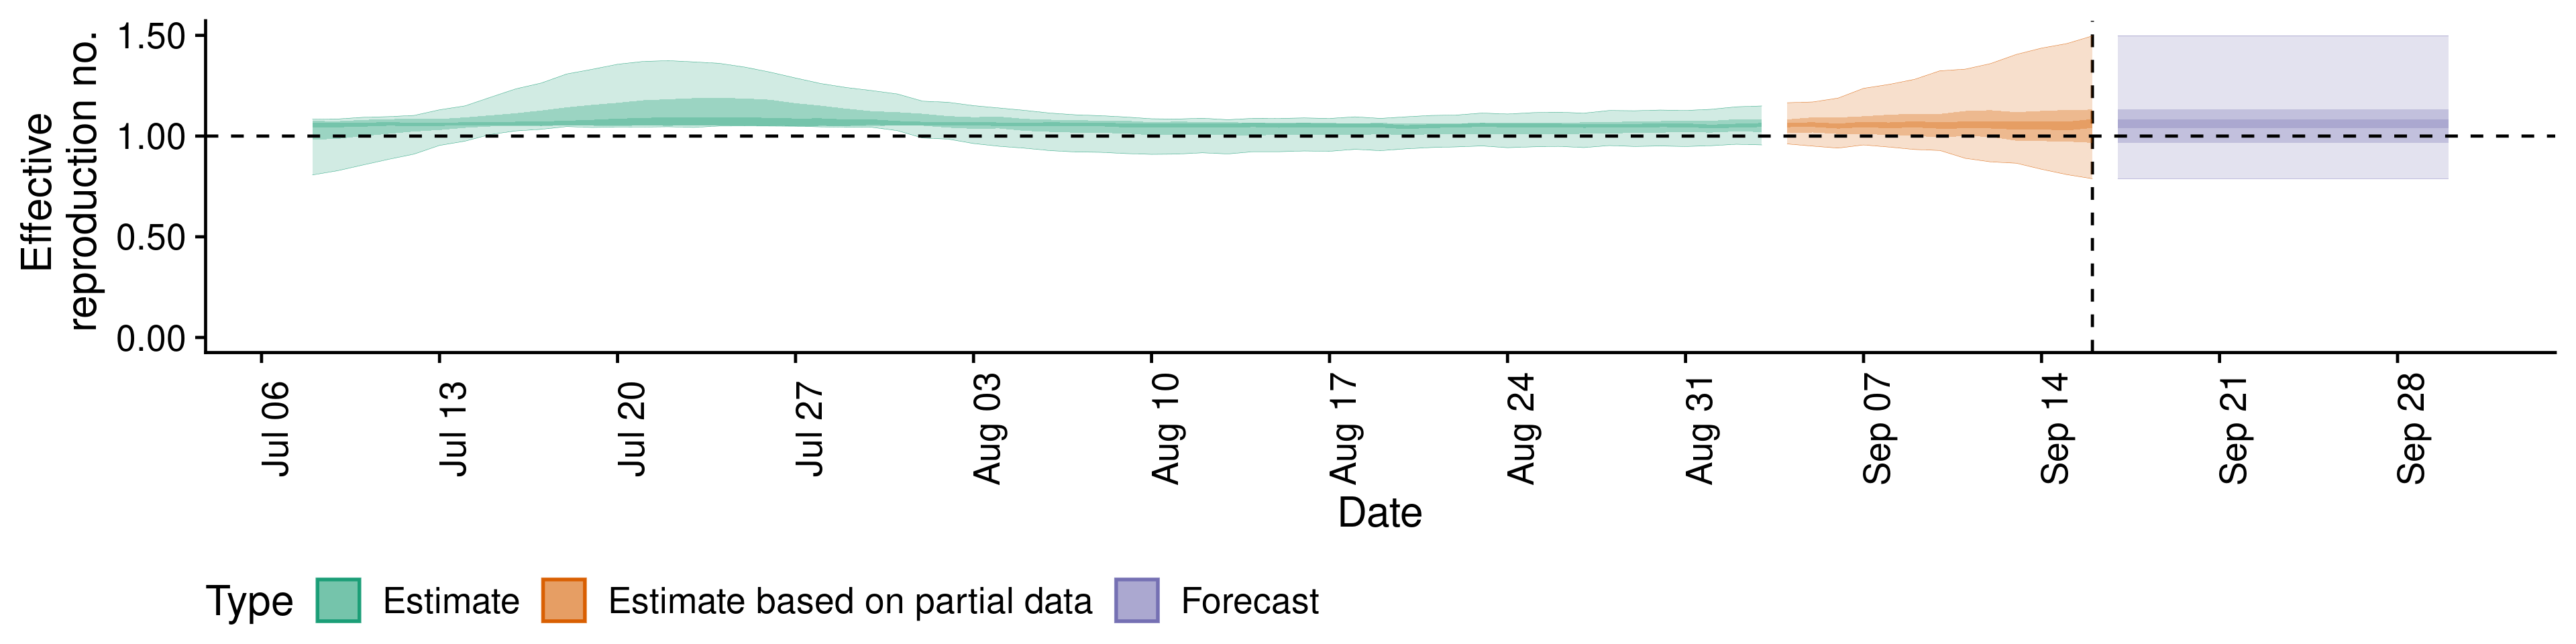 Effective
reproduction no.
1.50
1.00
0.50
0.00
Jul 06
Jul 13
Jul 20
Jul 27
Aug 03
Aug 10
Aug 17
Aug 24
Aug 31
Sep 07
Sep 14
Sep 21
Sep 28
Date
Type Estimate Estimate based on partial data Forecast